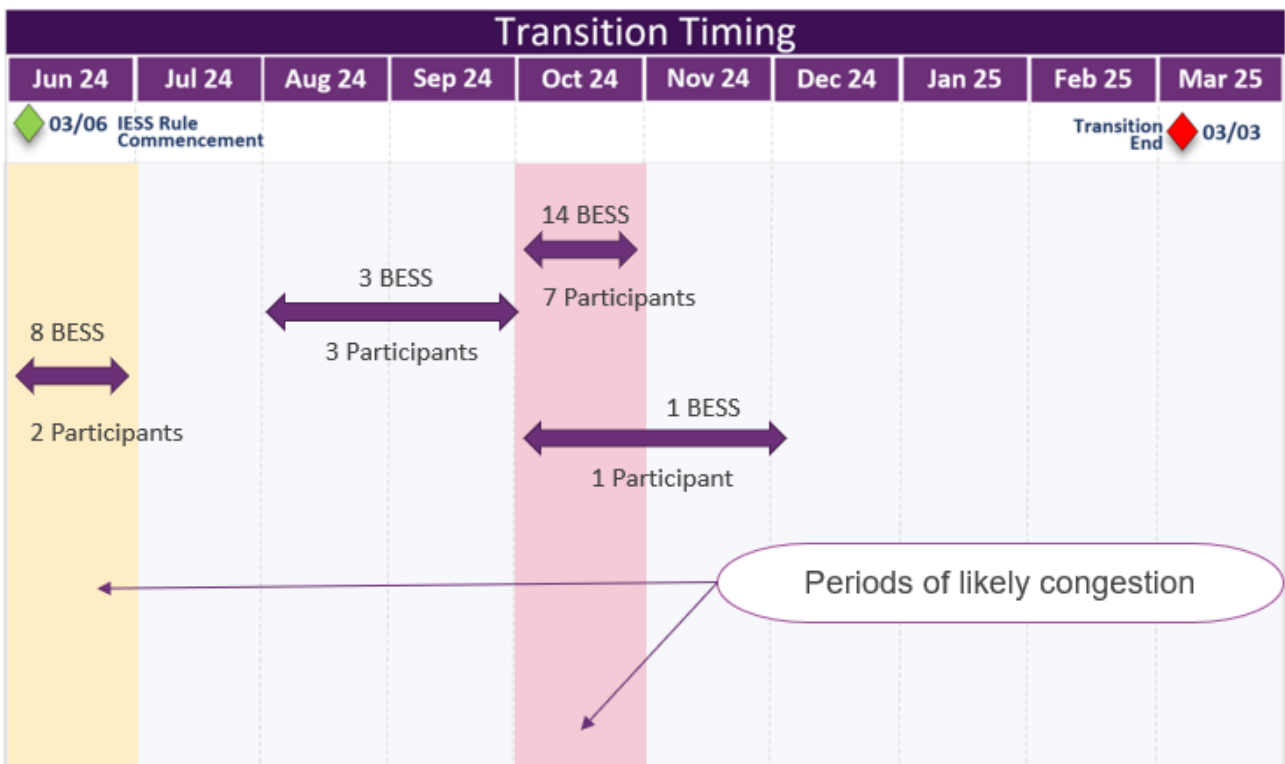 Transition Timing
Jun 24 Jul 24 Aug 24 Sep 24 Oct 24 Nov 24 Dec 24 Jan 25 Feb 25 Mar 25
03/06 IESS Rule
Commencement
Transition
End
03/03
14 BESS
7 Participants
3 BESS
3 Participants
8 BESS
2 Participants
1 BESS
1 Participant
Periods of likely congestion